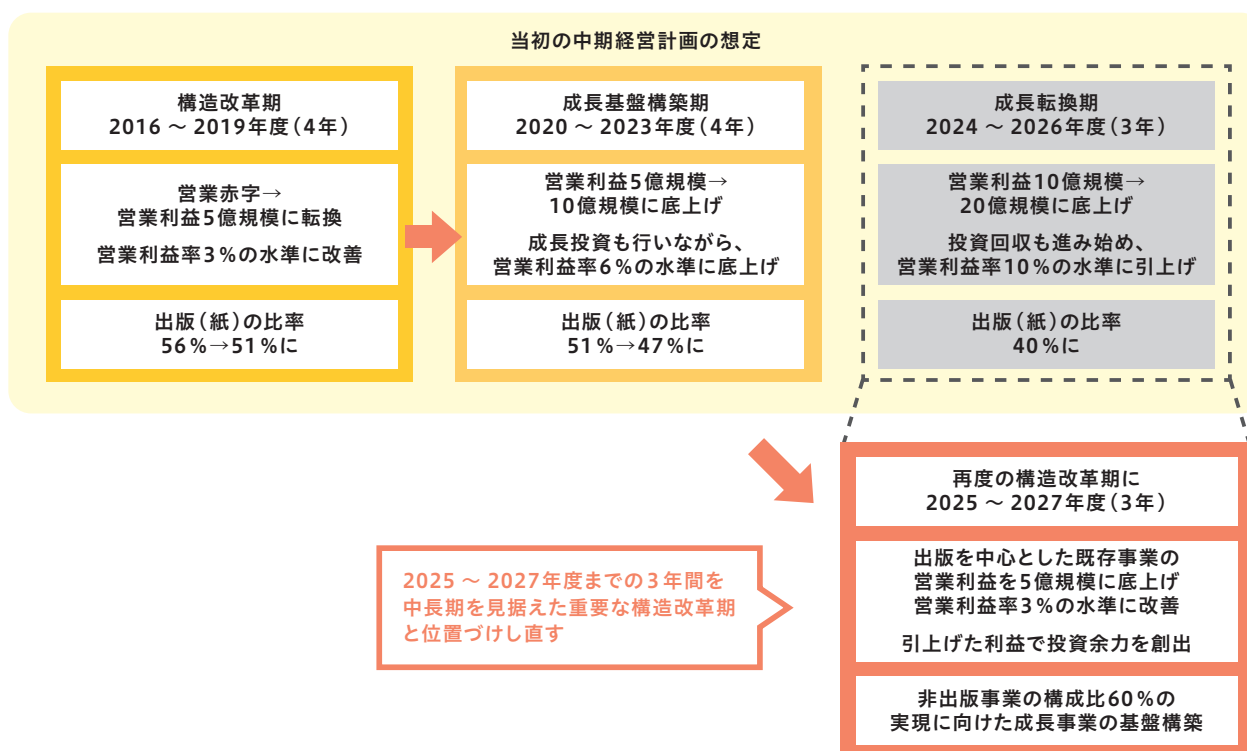 当初の中期経営計画の想定
構造改革期
2016 ～ 2019年度（4年）
営業赤字→
営業利益5億規模に転換
営業利益率3％の水準に改善
出版（紙）の比率
56％→51％に
成長基盤構築期
2020 ～ 2023年度（4年）
営業利益5億規模→
10億規模に底上げ
成長投資も行いながら、
営業利益率6％の水準に底上げ
出版（紙）の比率
51％→47％に
成長転換期
2024 ～ 2026年度（3年）
営業利益10億規模→
20億規模に底上げ
投資回収も進み始め、
営業利益率10％の水準に引上げ
出版（紙）の比率
40％に
2025 ～ 2027年度までの3年間を
中長期を見据えた重要な構造改革期
と位置づけし直す
再度の構造改革期に
2025 ～ 2027年度（3年）
出版を中心とした既存事業の
営業利益を5億規模に底上げ
営業利益率3％の水準に改善
引上げた利益で投資余力を創出
非出版事業の構成比60％の
実現に向けた成長事業の基盤構築